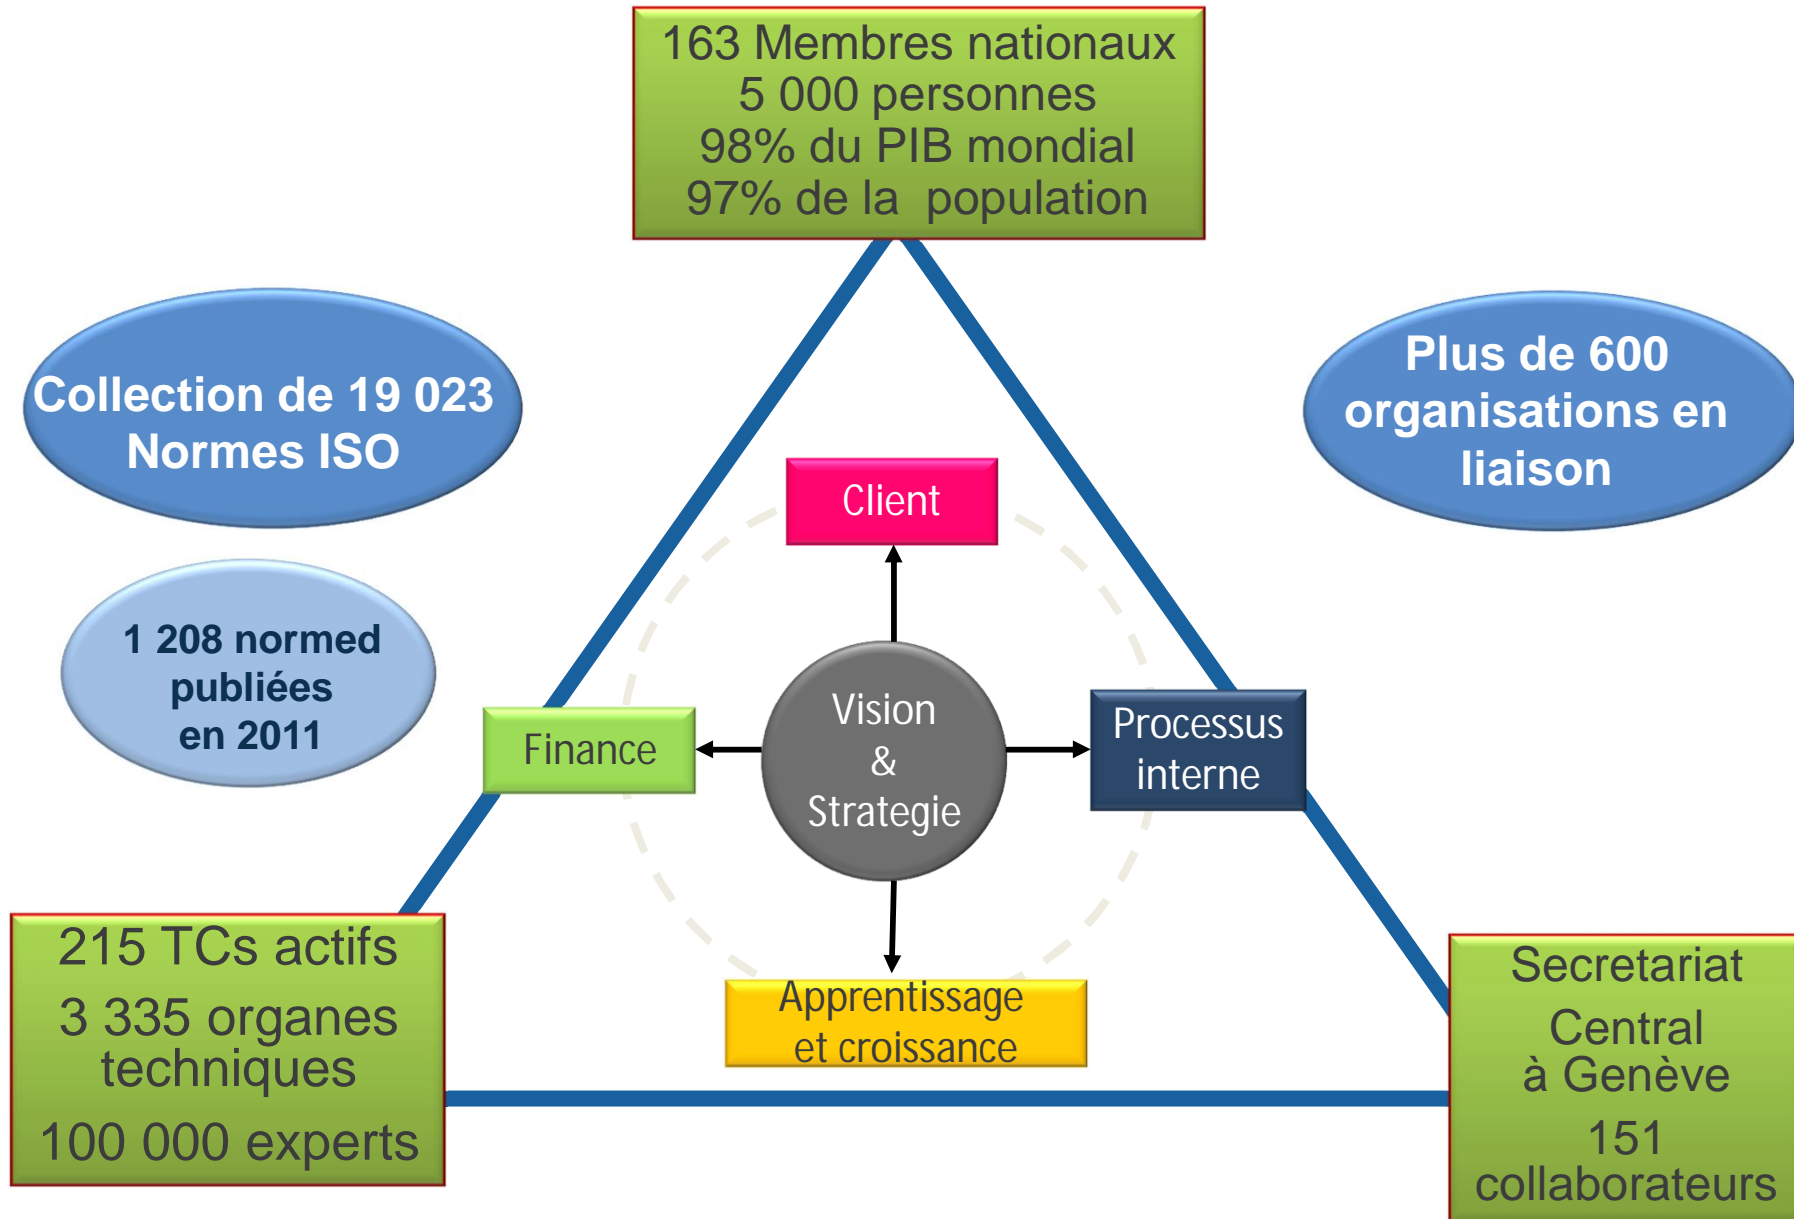 163 Membres nationaux
5 000 personnes
98% du PIB mondial
97% de la population
Collection de 19 023
Normes ISO
Plus de 600
organisations en
liaison
1 208 normed
publiées
en 2011
Client
Finance
Vision
&
Strategie
Processus
interne
Apprentissage
et croissance
215 TCs actifs
3 335 organes
techniques
100 000 experts
Secretariat
Central
à Genève
151
collaborateurs